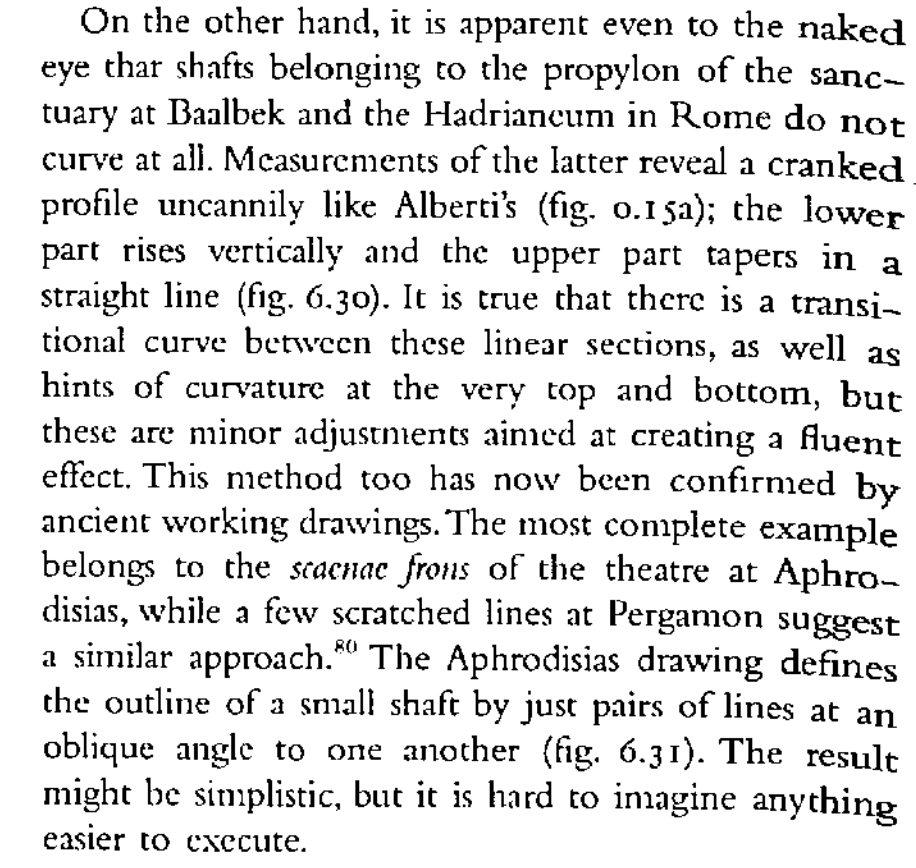 On the other hand, it is apparent even to the naked
eye that shafts belonging to the propylon of the sanc-
tuary at Baalbek and the Hadrianeum in Rome do not
curve at all. Measurements of the latter reveal a cranked
profile uncannily like Alberti's (fig. 0.15a); the lower
part rises vertically and the upper part tapers in a
straight line (fig. 6.30). It is true that there is a transi-
tional curve between these linear sections, as well as
hints of curvature at the very top and bottom, but
these are minor adjustments aimed at creating a fluent
effect. This method too has now been confirmed by
ancient working drawings. The most complete example
belongs to the scaenae frons of the theatre at Aphro-
disias, while a few scratched lines at Pergamon suggest
a similar approach.⁸⁰ The Aphrodisias drawing defines
the outline of a small shaft by just pairs of lines at an
oblique angle to one another (fig. 6.31). The result
might be simplistic, but it is hard to imagine anything
easier to execute.